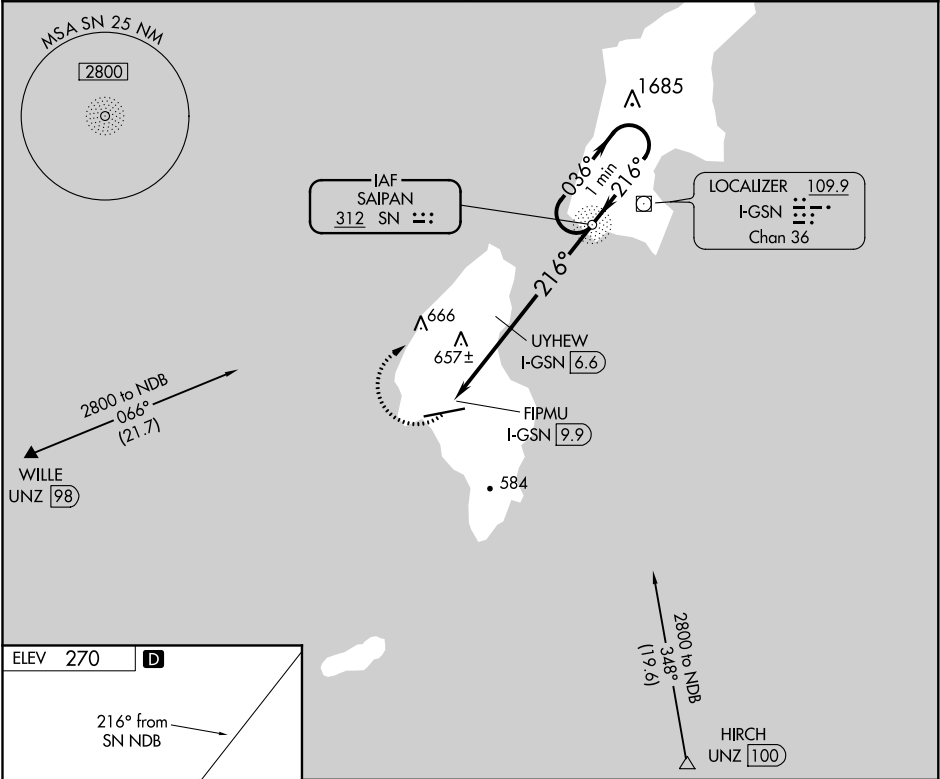 MSA SN 25 NM
2800
1685
036°
1 min
216°
IAF
SAIPAN
312 SN
LOCALIZER 109.9
I-GSN
Chan 36
216°
666
657±
UYHEW
I-GSN 6.6
FIPMU
I-GSN 9.9
2800 to NDB
066°
(21.7)
WILLE
UNZ 98
584
2800 to NDB
348°
(19.6)
HIRCH
UNZ 100
ELEV 270 D
216° from
SN NDB